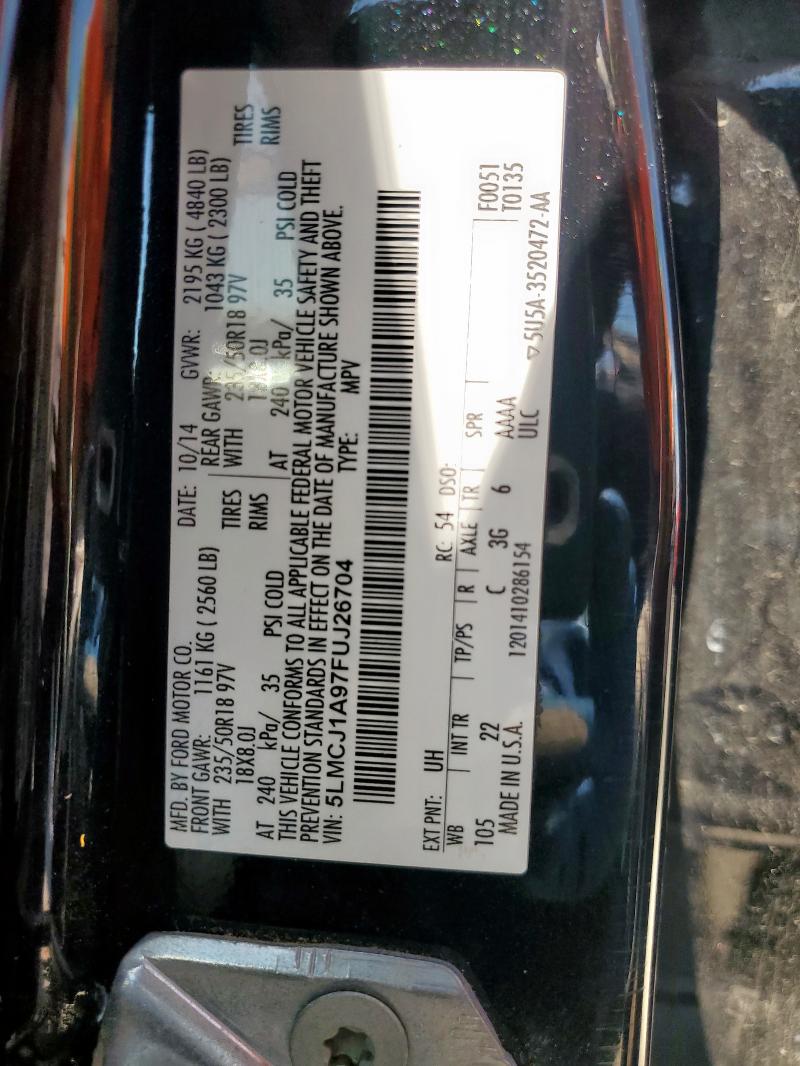 MFD. BY FORD MOTOR CO.
DATE: 10/14 GVWR: 2195 KG ( 4840 LB)
FRONT GAWR: 1161 KG ( 2560 LB)
REAR GAWR: 1043 KG ( 2300 LB)
WITH 235/50R18 97V TIRES
WITH 235/50R18 97V TIRES
18X8.0J RIMS
RIMS
AT 240 kPa/ 35 PSI COLD
AT 240 kPa/ 35 PSI COLD
THIS VEHICLE CONFORMS TO ALL APPLICABLE FEDERAL MOTOR VEHICLE SAFETY AND THEFT
PREVENTION STANDARDS IN EFFECT ON THE DATE OF MANUFACTURE SHOWN ABOVE.
VIN: 5LMCJ1A97FUJ26704 TYPE: MPV
EXT PNT: UH RC: 54 DSO:
WB INT TR TP/PS R AXLE TR SPR F0051
105 22 C 3G 6 AAAA T0135
MADE IN U.S.A. 1201410286154 ULC ▽5U5A-3520472-AA